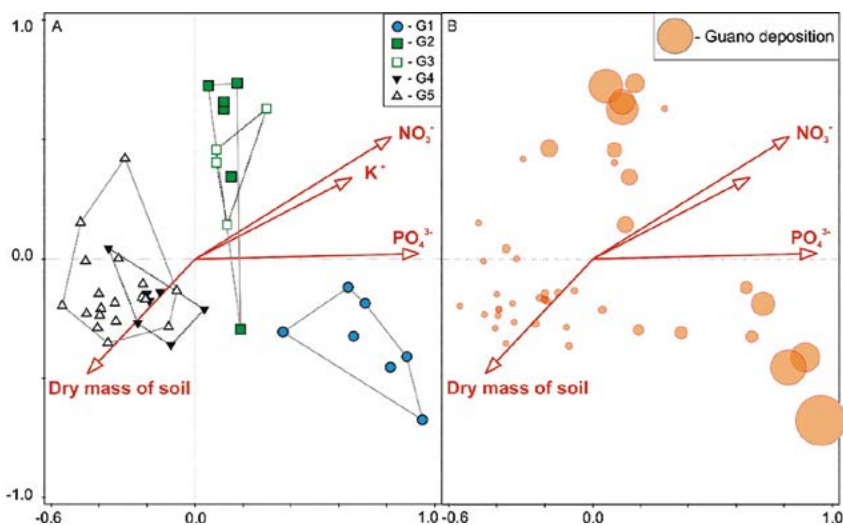 1.0
A
- G1
- G2
- G3
- G4
- G5
NO₃⁻
K⁺
PO₄³⁻
0.0
Dry mass of soil
-1.0
-0.6
0.0
1.0
B
- Guano deposition
NO₃⁻
PO₄³⁻
Dry mass of soil
-0.6
0.0
1.0